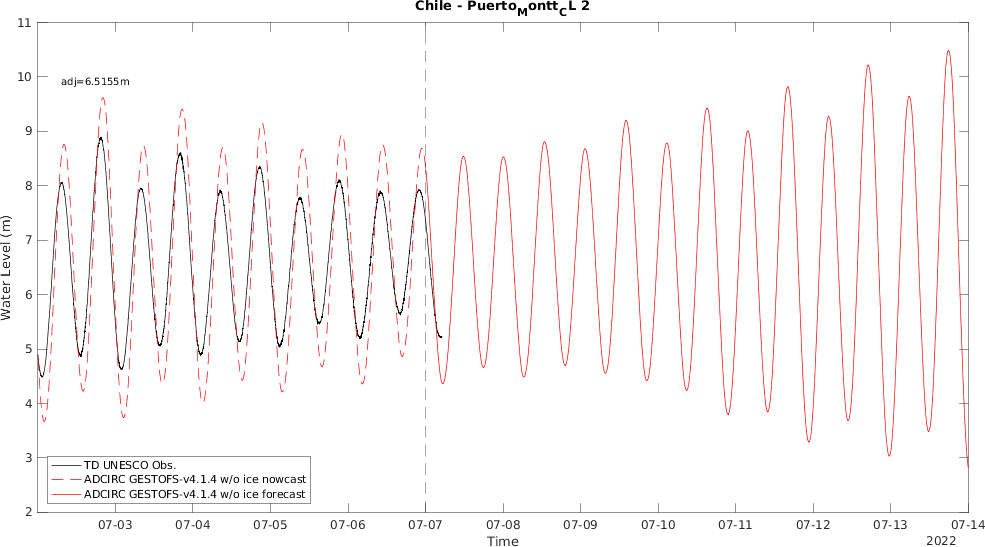 Chile - Puerto_Montt_CL 2
11
10
9
8
7
6
5
4
3
2
Water Level (m)
adj=6.5155m
TD UNESCO Obs.
ADCIRC GESTOFS-v4.1.4 w/o ice nowcast
ADCIRC GESTOFS-v4.1.4 w/o ice forecast
07-03 07-04 07-05 07-06 07-07 07-08 07-09 07-10 07-11 07-12 07-13 07-14
Time
2022